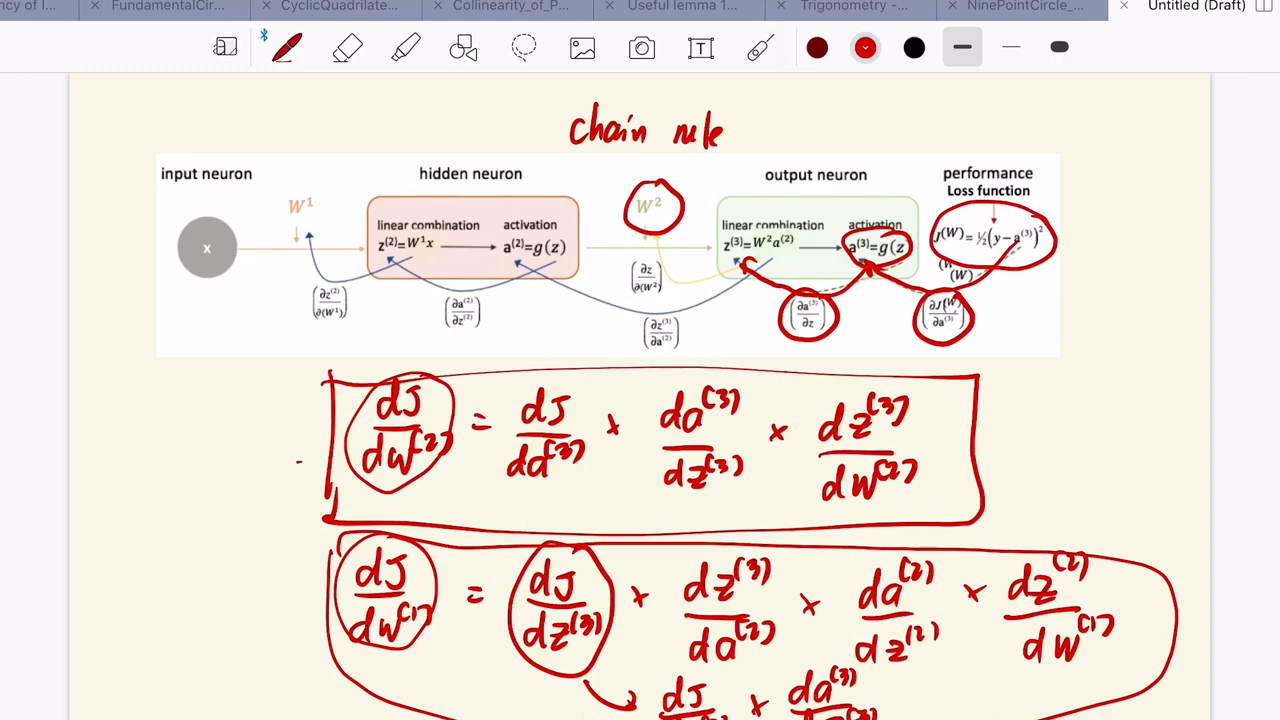 FundamentalCir...
CyclicQuadrilate...
Collinearity_of_P...
Useful lemma 1...
Trigonometry -...
NinePointCircle_...
Untitled (Draft)
chain rule
input neuron
hidden neuron
output neuron
performance
Loss function
W¹
W²
linear combination
activation
linear combination
activation
x
z⁽²⁾=W¹x
a⁽²⁾=g(z)
z⁽³⁾=W²a⁽²⁾
a⁽³⁾=g(z)
J(W)=½(y−a⁽³⁾)²
(W)
(∂z⁽²⁾/∂(W¹))
(∂a⁽²⁾/∂z⁽²⁾)
(∂z⁽³⁾/∂a⁽²⁾)
(∂z/∂(W²))
(∂a⁽³⁾/∂z)
(∂J(W)/∂a⁽³⁾)
dJ/dW⁽²⁾ = dJ/da⁽³⁾ × da⁽³⁾/dz⁽³⁾ × dz⁽³⁾/dW⁽²⁾
dJ/dW⁽¹⁾ = dJ/dz⁽³⁾ × dz⁽³⁾/da⁽²⁾ × da⁽²⁾/dz⁽²⁾ × dz⁽²⁾/dW⁽¹⁾
dJ × da⁽³⁾